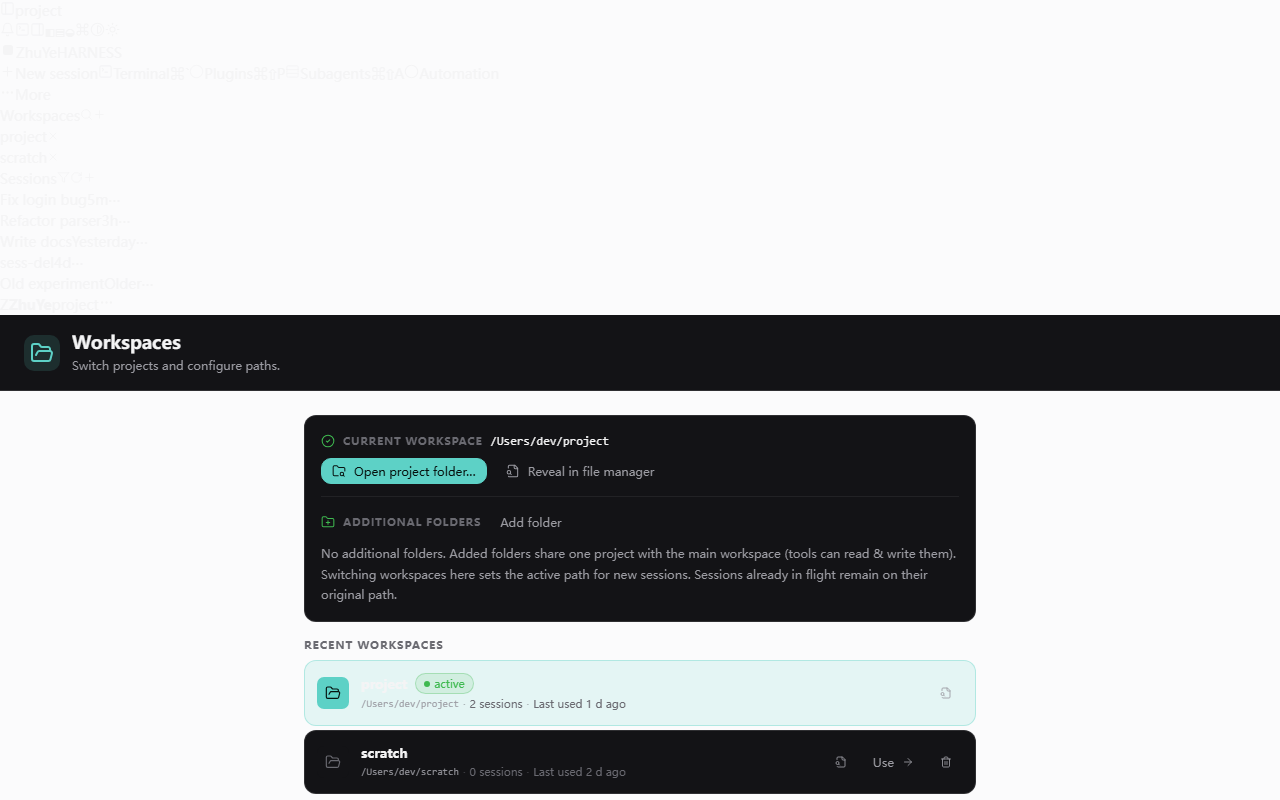 project
ZhuYeHARNESS
New session Terminal Plugins Subagents Automation
More
Workspaces
project
scratch
Sessions
Fix login bug5m
Refactor parser3h
Write docsYesterday
sess-del4d
Old experimentOlder
ZZhuYeproject
Workspaces
Switch projects and configure paths.
CURRENT WORKSPACE /Users/dev/project
Open project folder... Reveal in file manager
ADDITIONAL FOLDERS Add folder
No additional folders. Added folders share one project with the main workspace (tools can read & write them).
Switching workspaces here sets the active path for new sessions. Sessions already in flight remain on their
original path.
RECENT WORKSPACES
project active
/Users/dev/project · 2 sessions · Last used 1 d ago
scratch
/Users/dev/scratch · 0 sessions · Last used 2 d ago
Use